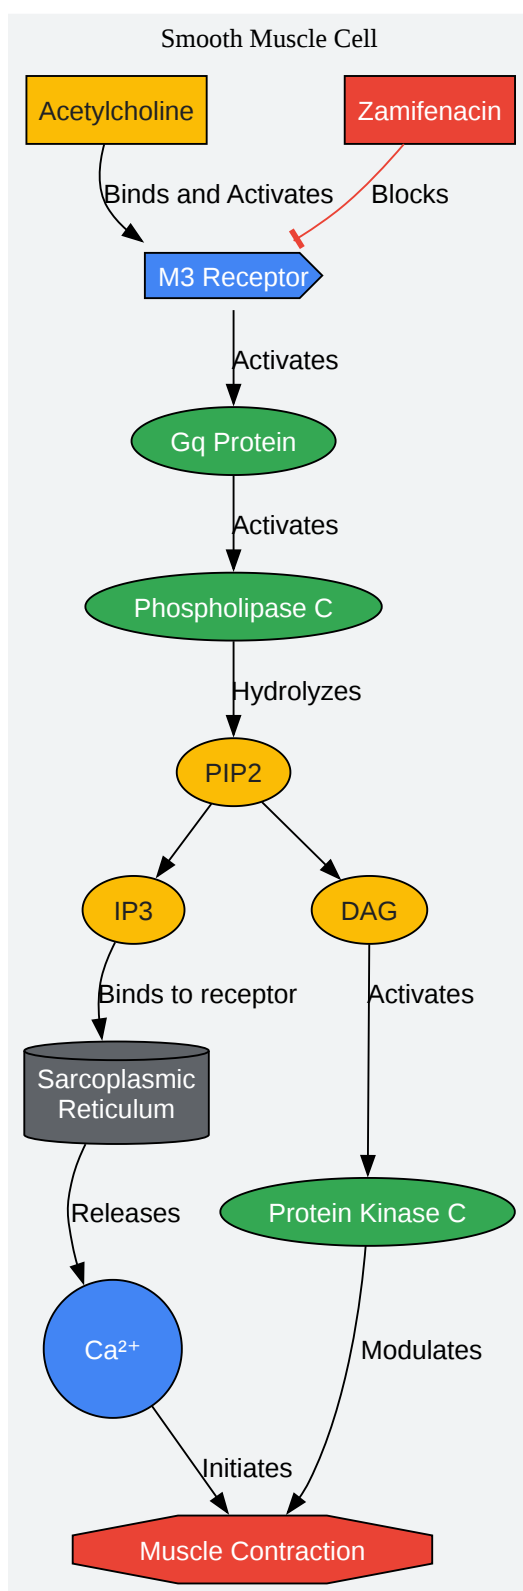 Smooth Muscle Cell
Acetylcholine
Zamifenacin
Binds and Activates
Blocks
M3 Receptor
Activates
Gq Protein
Activates
Phospholipase C
Hydrolyzes
PIP2
IP3
DAG
Binds to receptor
Activates
Sarcoplasmic
Reticulum
Releases
Protein Kinase C
Ca²⁺
Modulates
Initiates
Muscle Contraction